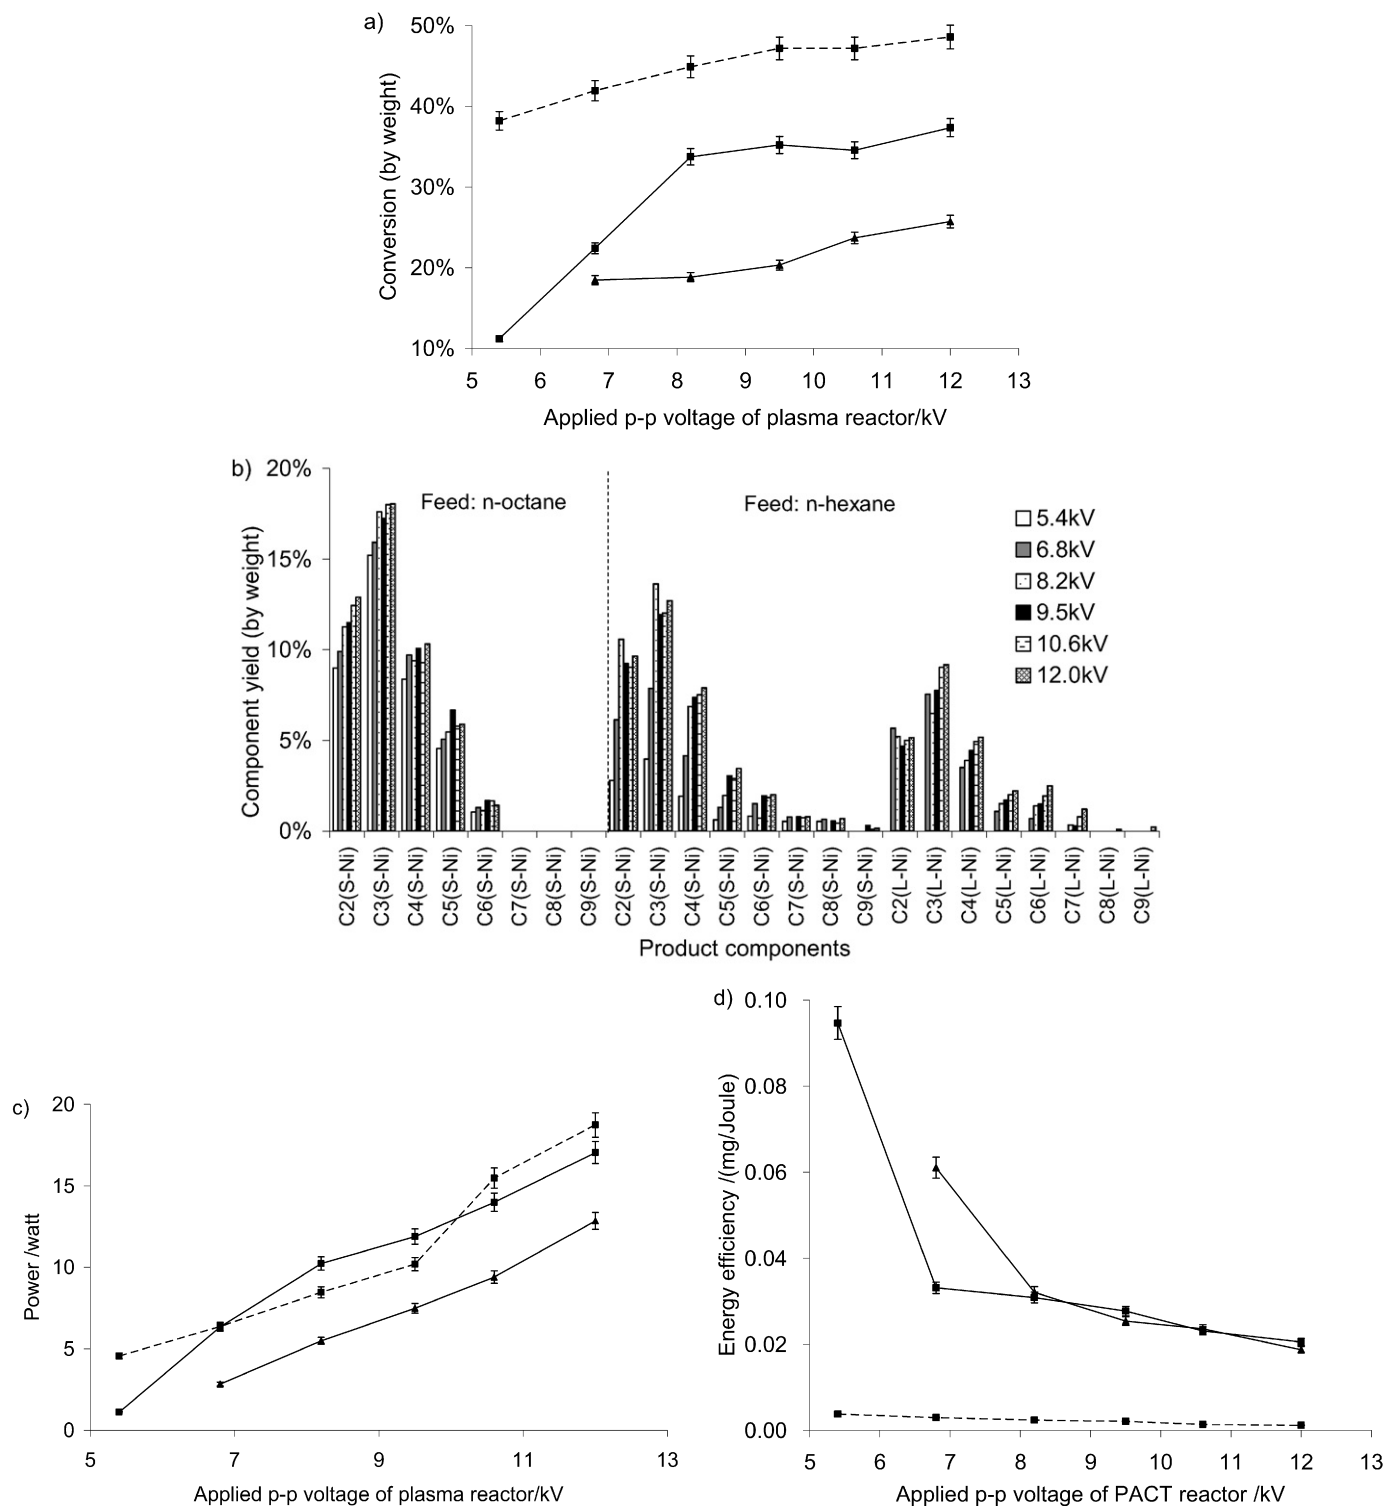 a)
50%
40%
30%
20%
10%
Conversion (by weight)
5 6 7 8 9 10 11 12 13
Applied p-p voltage of plasma reactor/kV
b)
20%
15%
10%
5%
0%
Component yield (by weight)
Feed: n-octane
Feed: n-hexane
5.4kV
6.8kV
8.2kV
9.5kV
10.6kV
12.0kV
C2(S-Ni)
C3(S-Ni)
C4(S-Ni)
C5(S-Ni)
C6(S-Ni)
C7(S-Ni)
C8(S-Ni)
C9(S-Ni)
C2(S-Ni)
C3(S-Ni)
C4(S-Ni)
C5(S-Ni)
C6(S-Ni)
C7(S-Ni)
C8(S-Ni)
C9(S-Ni)
C2(L-Ni)
C3(L-Ni)
C4(L-Ni)
C5(L-Ni)
C6(L-Ni)
C7(L-Ni)
C8(L-Ni)
C9(L-Ni)
Product components
c)
20
15
10
5
0
Power /watt
5 7 9 11 13
Applied p-p voltage of plasma reactor/kV
d)
0.10
0.08
0.06
0.04
0.02
0.00
Energy efficiency /(mg/Joule)
5 6 7 8 9 10 11 12 13
Applied p-p voltage of PACT reactor /kV